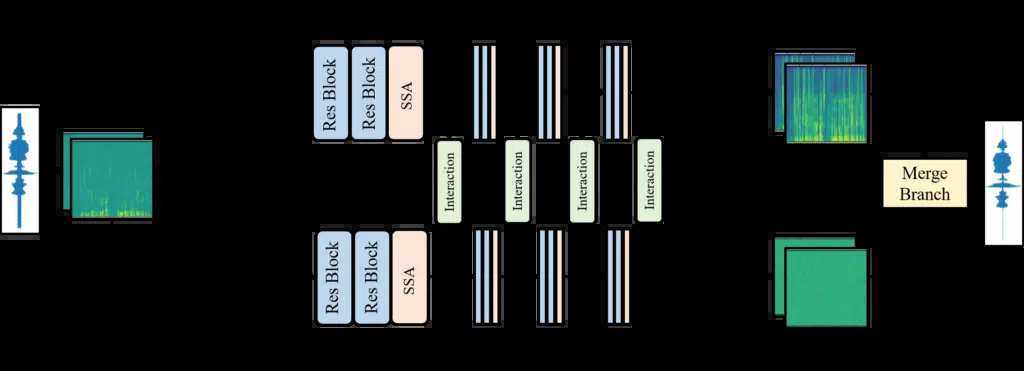 Res Block
Res Block
SSA
Interaction
Interaction
Interaction
Interaction
Merge
Branch
Res Block
Res Block
SSA